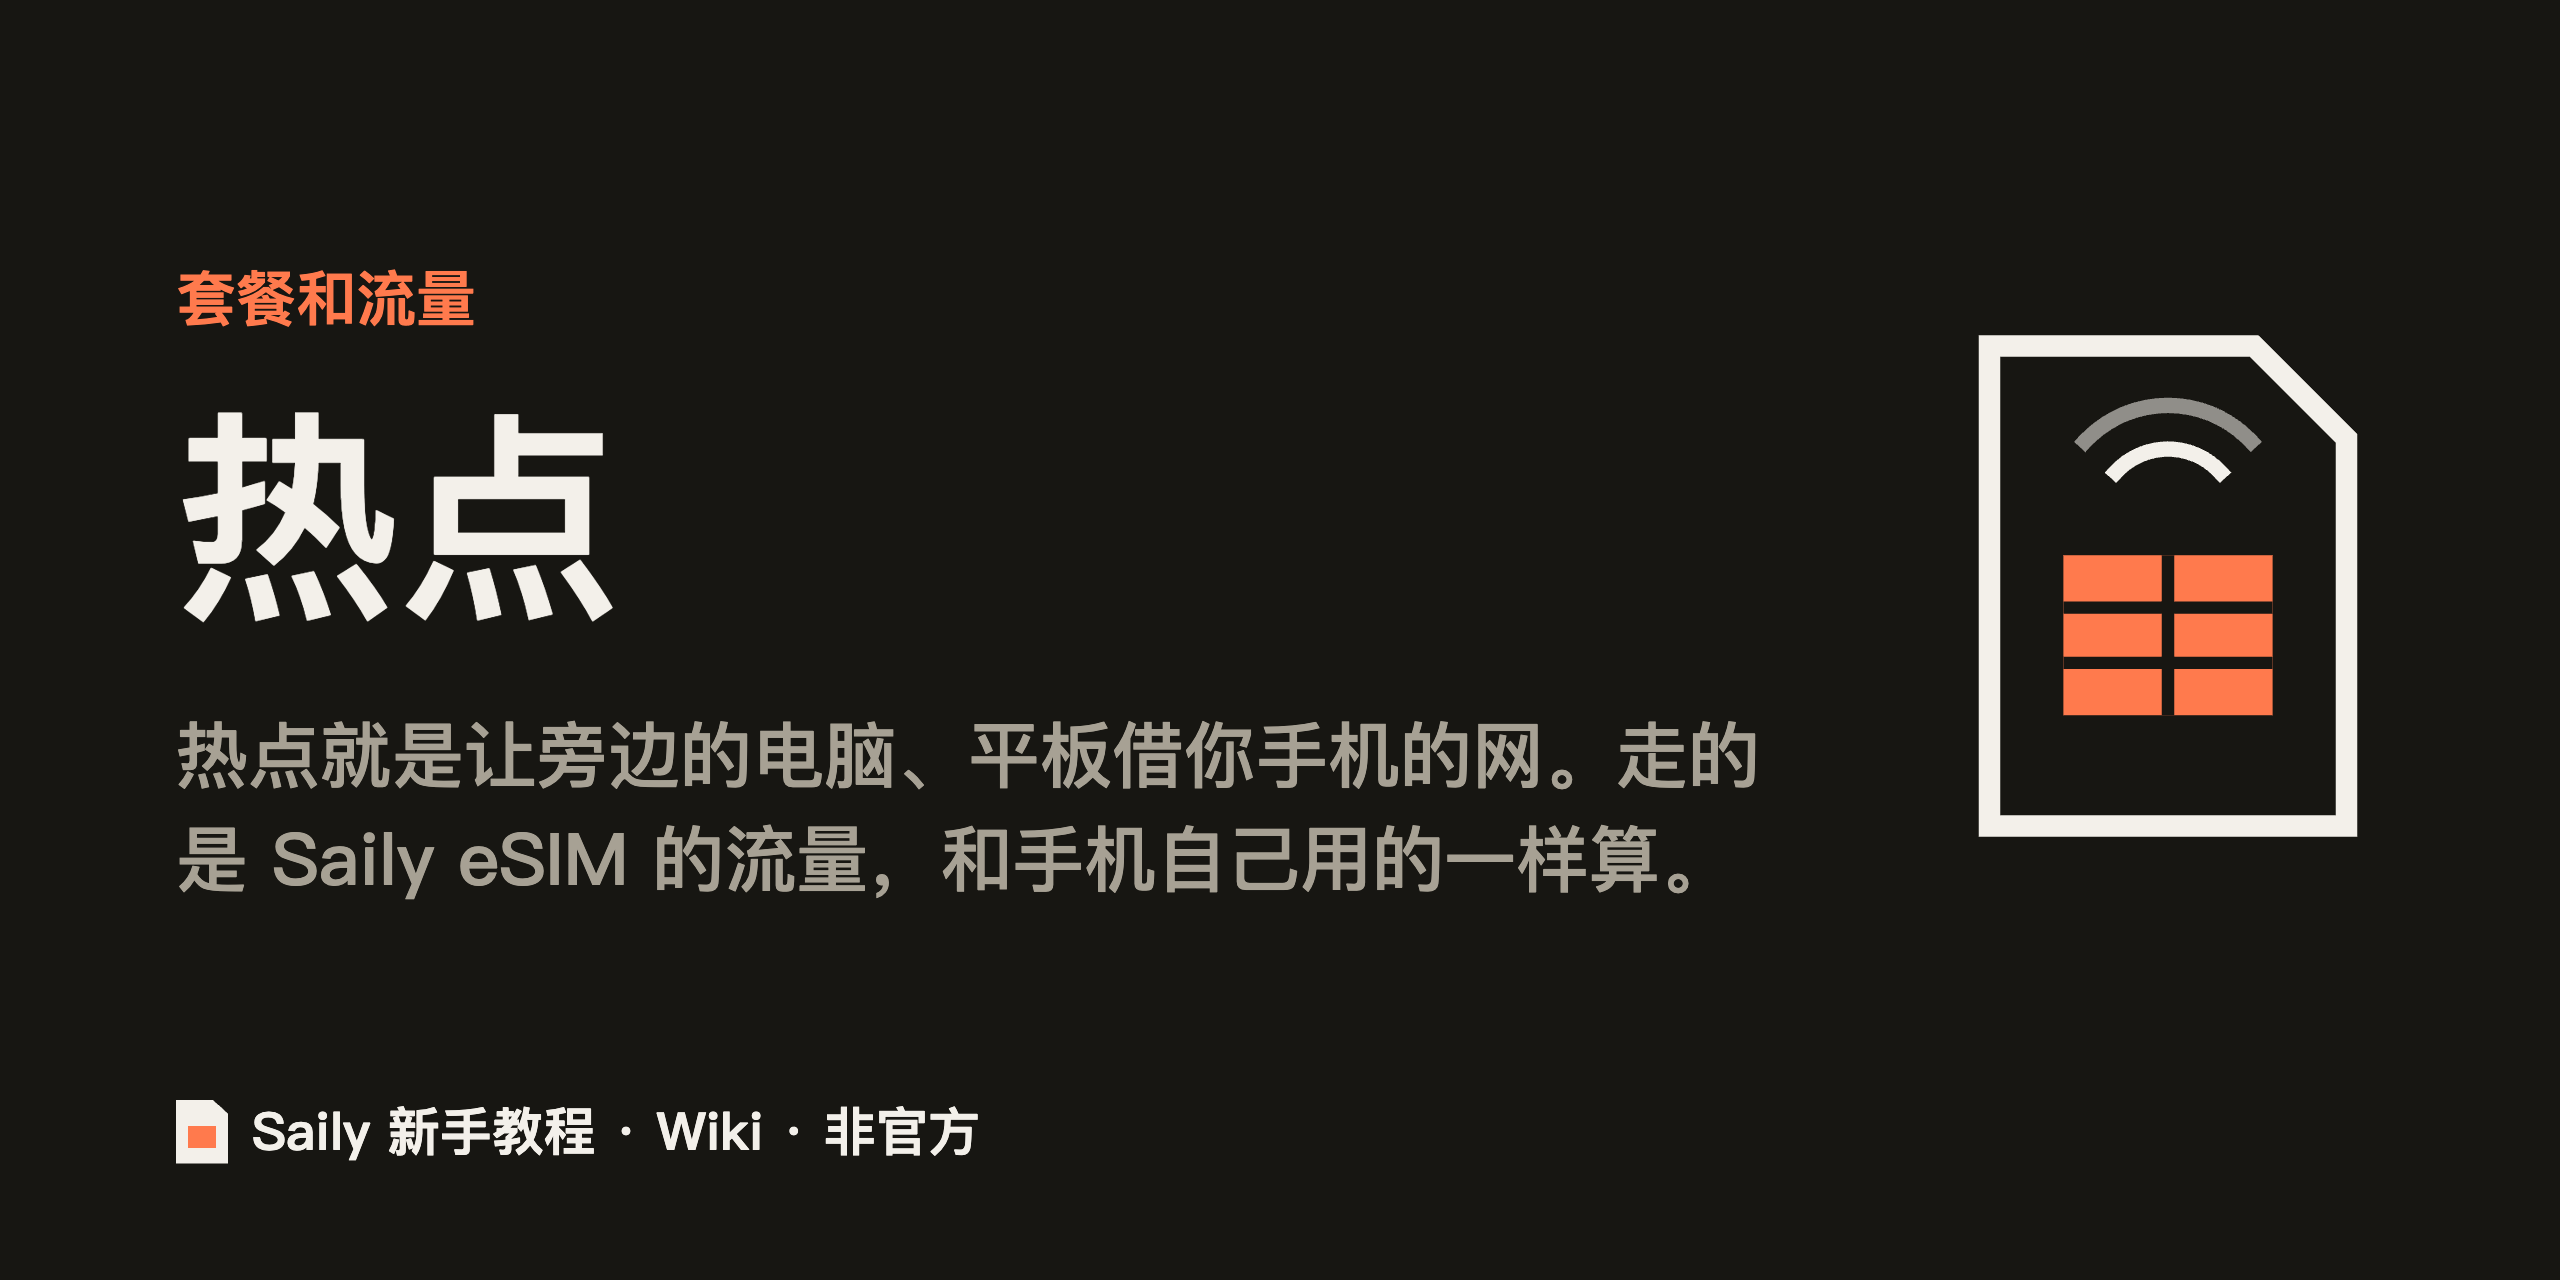 套餐和流量
热点
热点就是让旁边的电脑、平板借你手机的网。走的
是 Saily eSIM 的流量，和手机自己用的一样算。
Saily 新手教程 · Wiki · 非官方